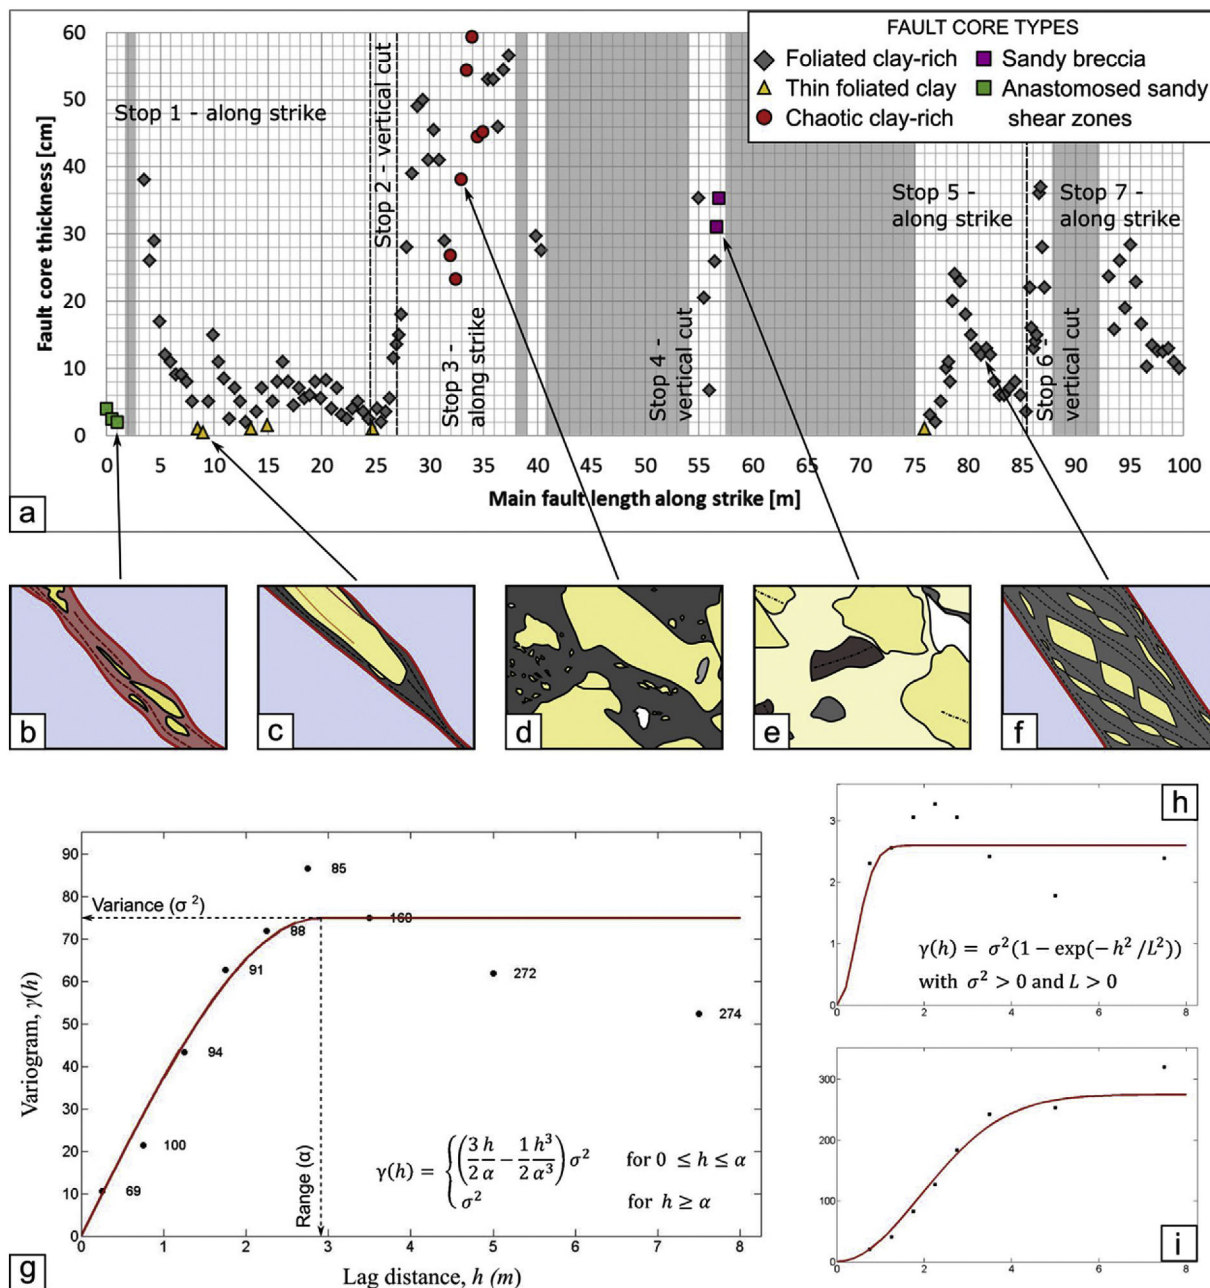 FAULT CORE TYPES
Foliated clay-rich
Sandy breccia
Thin foliated clay
Anastomosed sandy
Chaotic clay-rich
shear zones
Fault core thickness [cm]
60
50
40
30
20
10
0
Stop 1 - along strike
Stop 2 - vertical cut
Stop 3 -
along strike
Stop 4 -
vertical cut
Stop 5 -
along strike
Stop 6 -
vertical cut
Stop 7 -
along strike
0 5 10 15 20 25 30 35 40 45 50 55 60 65 70 75 80 85 90 95 100
Main fault length along strike [m]
a
b
c
d
e
f
Variogram, γ(h)
90
80
70
60
50
40
30
20
10
0
Variance (σ²)
Range (α)
85
160
88
91
272
94
274
100
69
γ(h) = { (3/2 h/α − 1/2 h³/α³) σ² for 0 ≤ h ≤ α
σ² for h ≥ α
0 1 2 3 4 5 6 7 8
Lag distance, h (m)
g
h
3
2
1
0
γ(h) = σ²(1 − exp(−h²/L²))
with σ² > 0 and L > 0
0 2 4 6 8
300
200
100
0
0 2 4 6 8
i